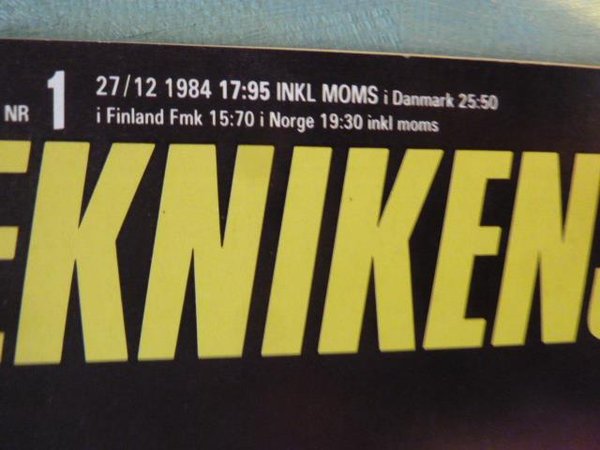 NR 1 27/12 1984 17:95 INKL MOMS i Danmark 25:50
i Finland Fmk 15:70 i Norge 19:30 inkl moms
EKNIKENS